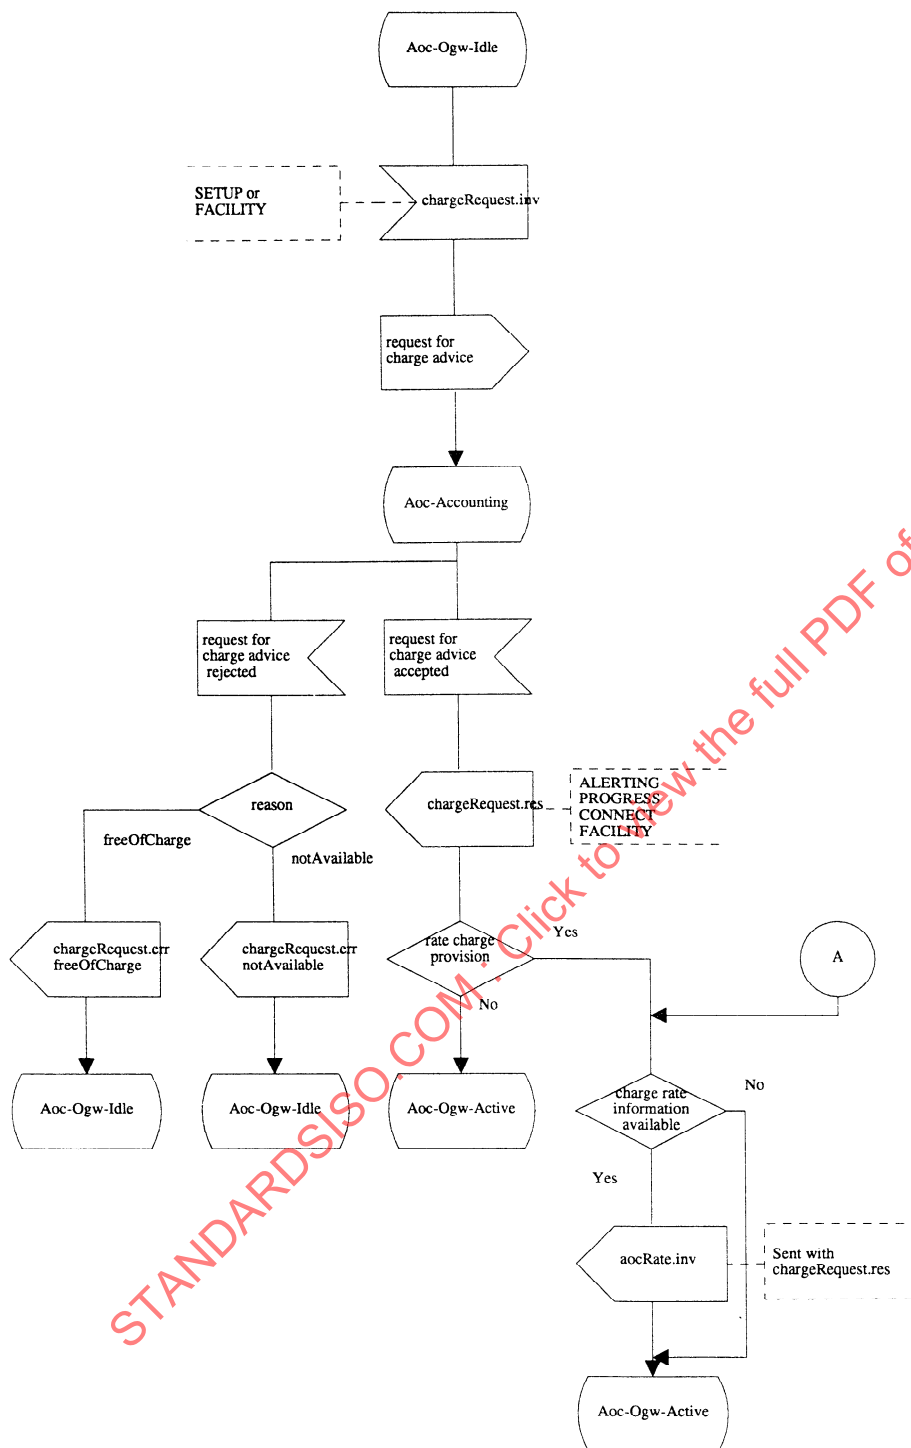 Aoc-Ogw-Idle
SETUP or
FACILITY
chargeRequest.inv
request for
charge advice
Aoc-Accounting
request for
charge advice
rejected
request for
charge advice
accepted
reason
freeOfCharge
notAvailable
chargeRequest.res
ALERTING
PROGRESS
CONNECT
FACILITY
chargeRequest.err
freeOfCharge
chargeRequest.err
notAvailable
rate charge
provision
Yes
No
A
Aoc-Ogw-Idle
Aoc-Ogw-Idle
Aoc-Ogw-Active
charge rate
information
available
No
Yes
aocRate.inv
Sent with
chargeRequest.res
Aoc-Ogw-Active
STANDARDSISO.COM : Click to view the full PDF of